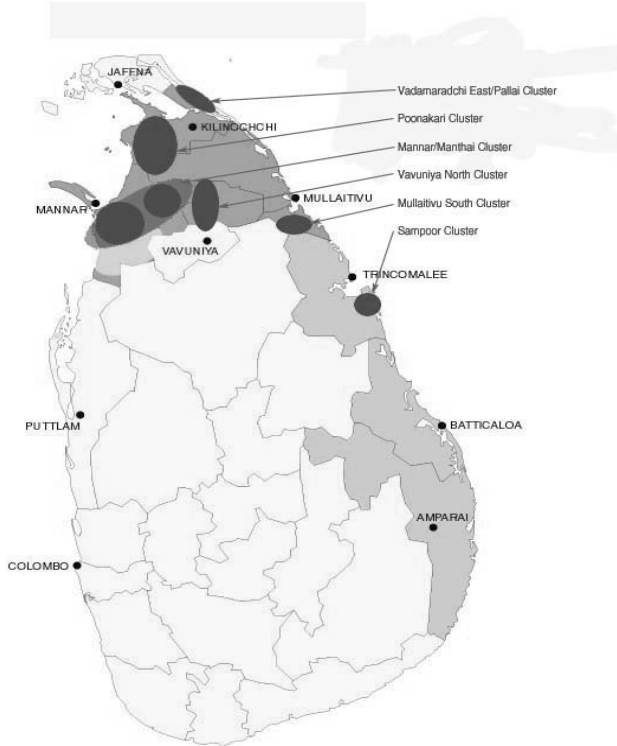 JAFFNA
Vadamaradchi East/Pallai Cluster
Poonakari Cluster
KILINOCHCHI
Mannar/Manthai Cluster
Vavuniya North Cluster
MULLAITIVU
MANNAR
Mullaitivu South Cluster
Sampoor Cluster
VAVUNIYA
TRINCOMALEE
PUTTLAM
BATTICALOA
AMPARAI
COLOMBO